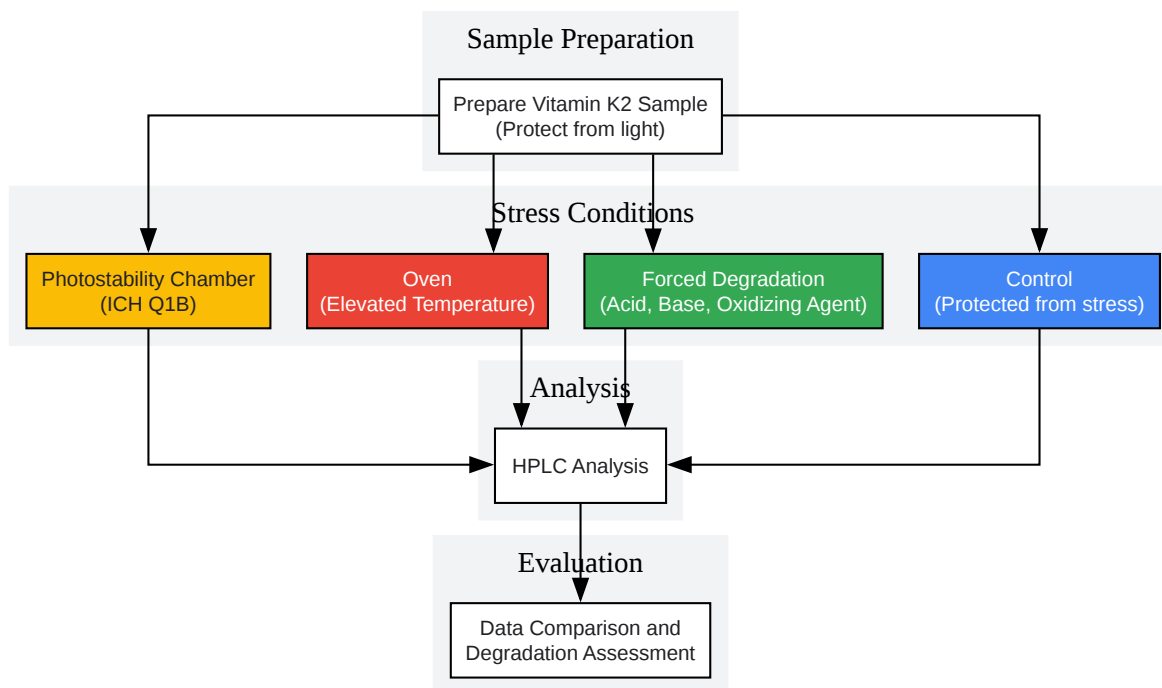 Sample Preparation
Prepare Vitamin K2 Sample
(Protect from light)
Stress Conditions
Photostability Chamber
(ICH Q1B)
Oven
(Elevated Temperature)
Forced Degradation
(Acid, Base, Oxidizing Agent)
Control
(Protected from stress)
Analysis
HPLC Analysis
Evaluation
Data Comparison and
Degradation Assessment